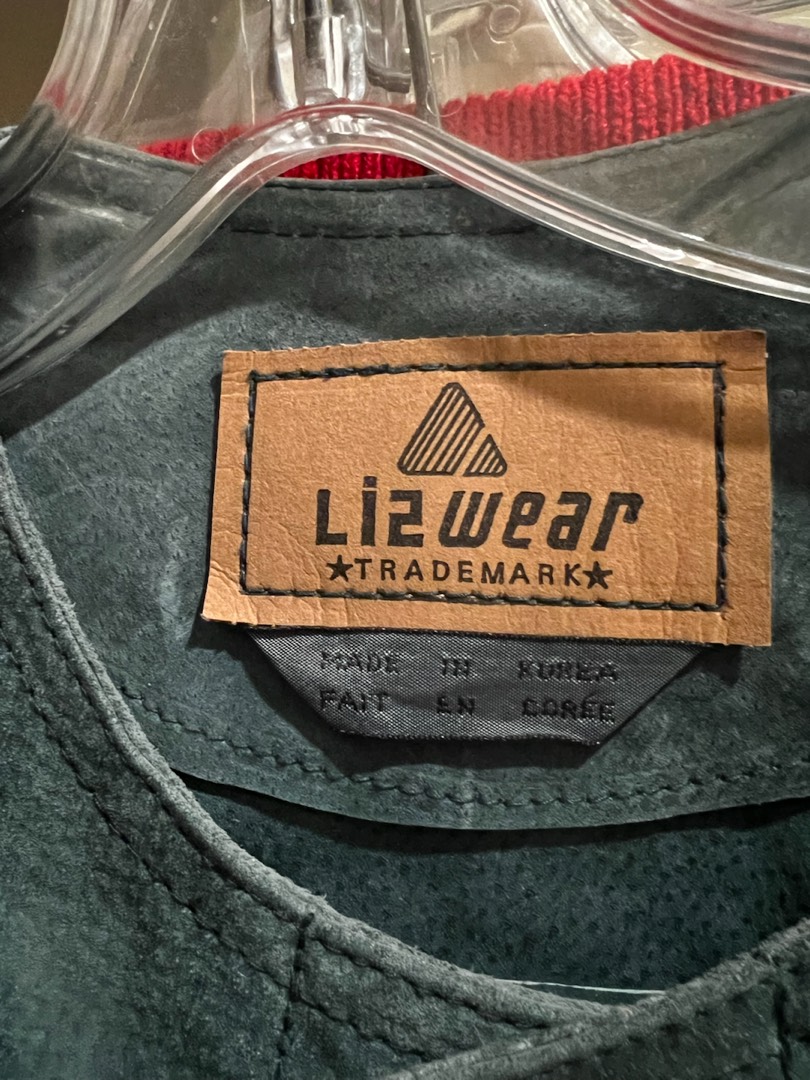 Lizwear
★TRADEMARK★
MADE IN KOREA
FAIT EN CORÉE